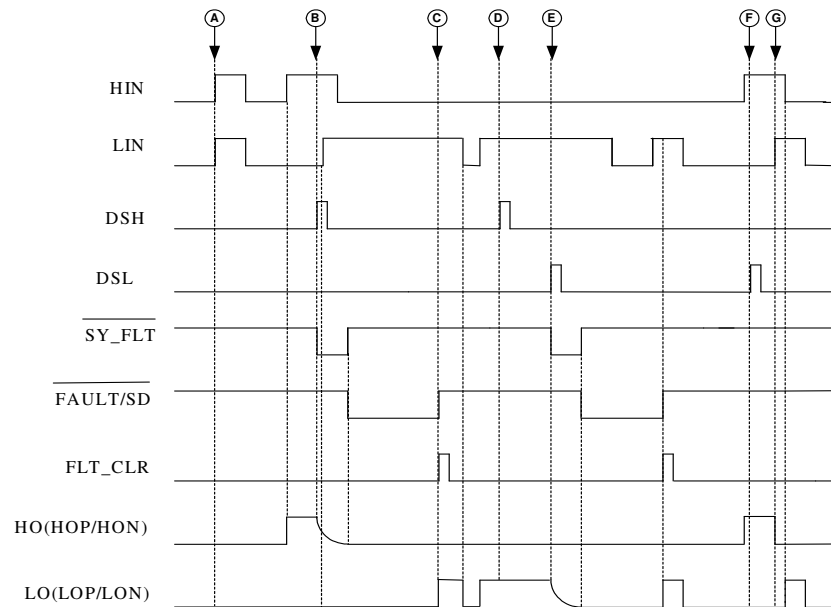 A B C D E F G
HIN
LIN
DSH
DSL
SY_FLT
FAULT/SD
FLT_CLR
HO(HOP/HON)
LO(LOP/LON)